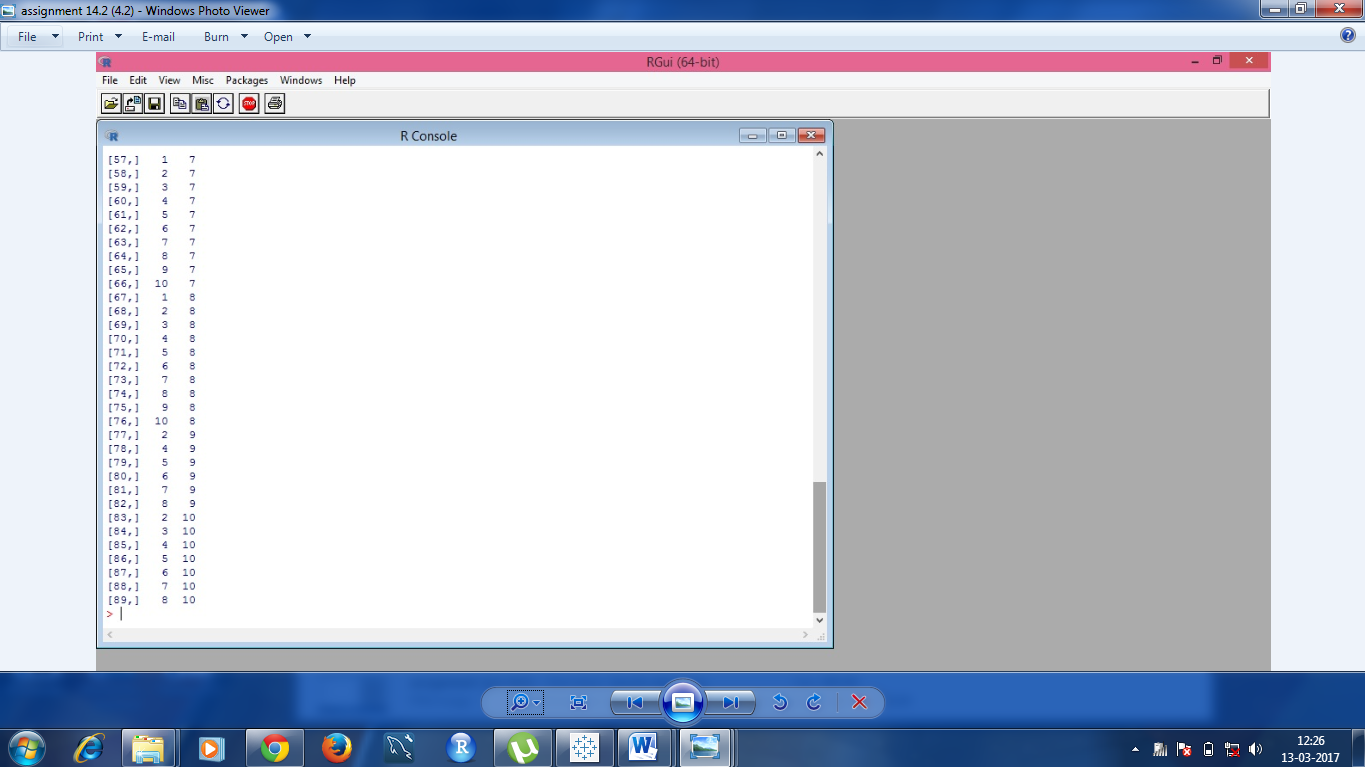 assignment 14.2 (4.2) - Windows Photo Viewer
File Print E-mail Burn Open
RGui (64-bit)
File Edit View Misc Packages Windows Help
STOP
R Console
[57,] 1 7
[58,] 2 7
[59,] 3 7
[60,] 4 7
[61,] 5 7
[62,] 6 7
[63,] 7 7
[64,] 8 7
[65,] 9 7
[66,] 10 7
[67,] 1 8
[68,] 2 8
[69,] 3 8
[70,] 4 8
[71,] 5 8
[72,] 6 8
[73,] 7 8
[74,] 8 8
[75,] 9 8
[76,] 10 8
[77,] 2 9
[78,] 4 9
[79,] 5 9
[80,] 6 9
[81,] 7 9
[82,] 8 9
[83,] 2 10
[84,] 3 10
[85,] 4 10
[86,] 5 10
[87,] 6 10
[88,] 7 10
[89,] 8 10
>
12:26
13-03-2017